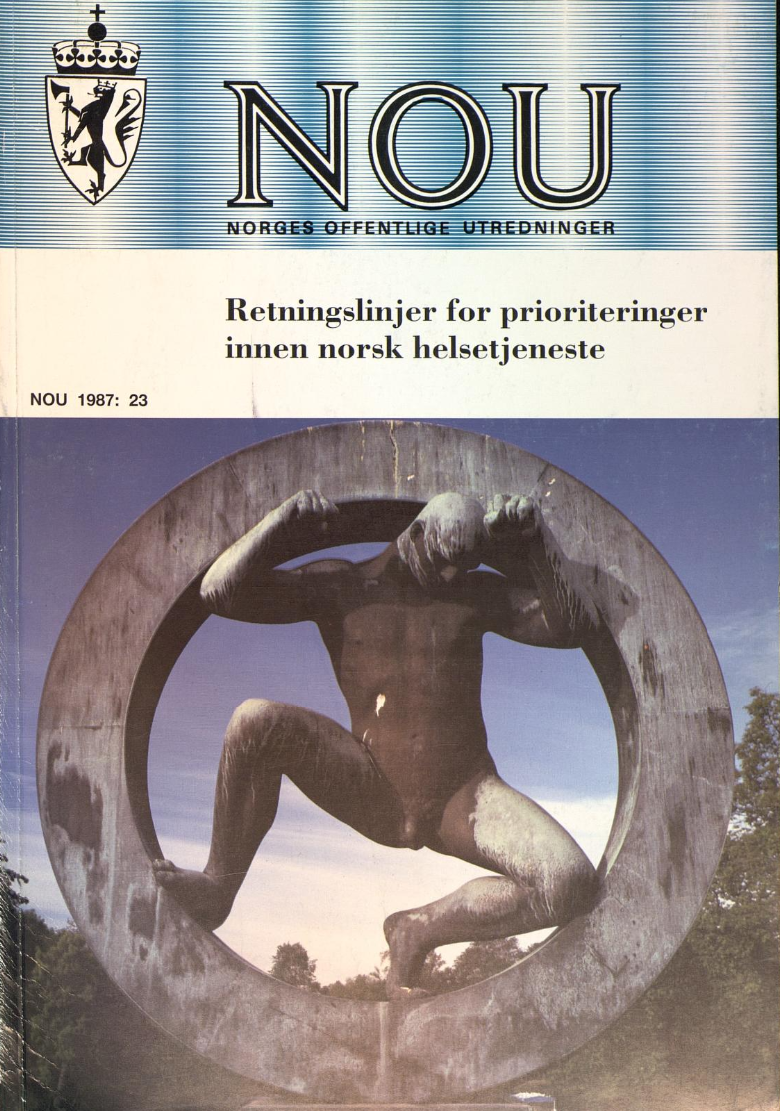 NOU
NORGES OFFENTLIGE UTREDNINGER
Retningslinjer for prioriteringer
innen norsk helsetjeneste
NOU 1987: 23